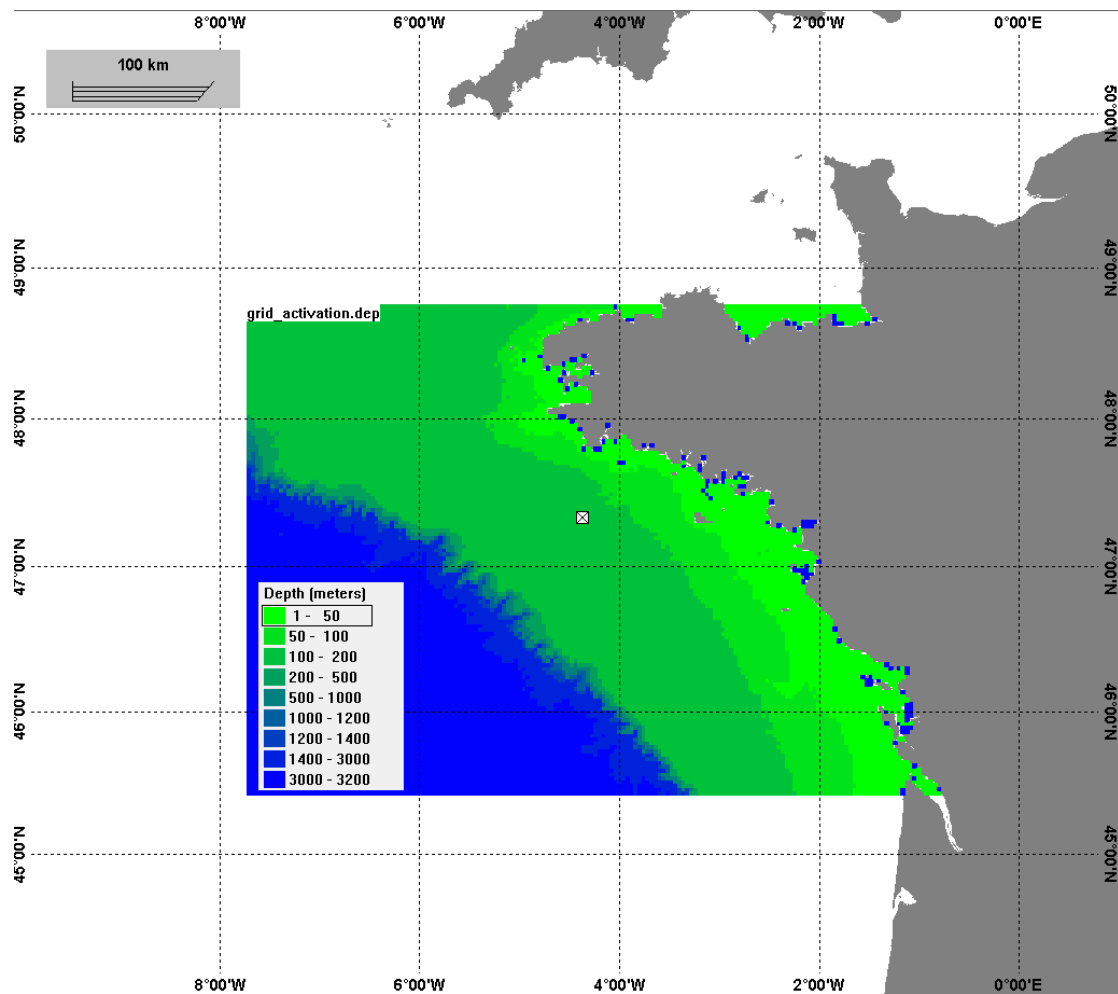 8°00'W 6°00'W 4°00'W 2°00'W 0°00'E
100 km
50°00'N 50°00'N
49°00'N 49°00'N
grid_activation.dep
48°00'N 48°00'N
47°00'N 47°00'N
Depth (meters)
1 - 50
50 - 100
100 - 200
200 - 500
500 - 1000
1000 - 1200
1200 - 1400
1400 - 3000
3000 - 3200
46°00'N 46°00'N
45°00'N 45°00'N
8°00'W 6°00'W 4°00'W 2°00'W 0°00'E